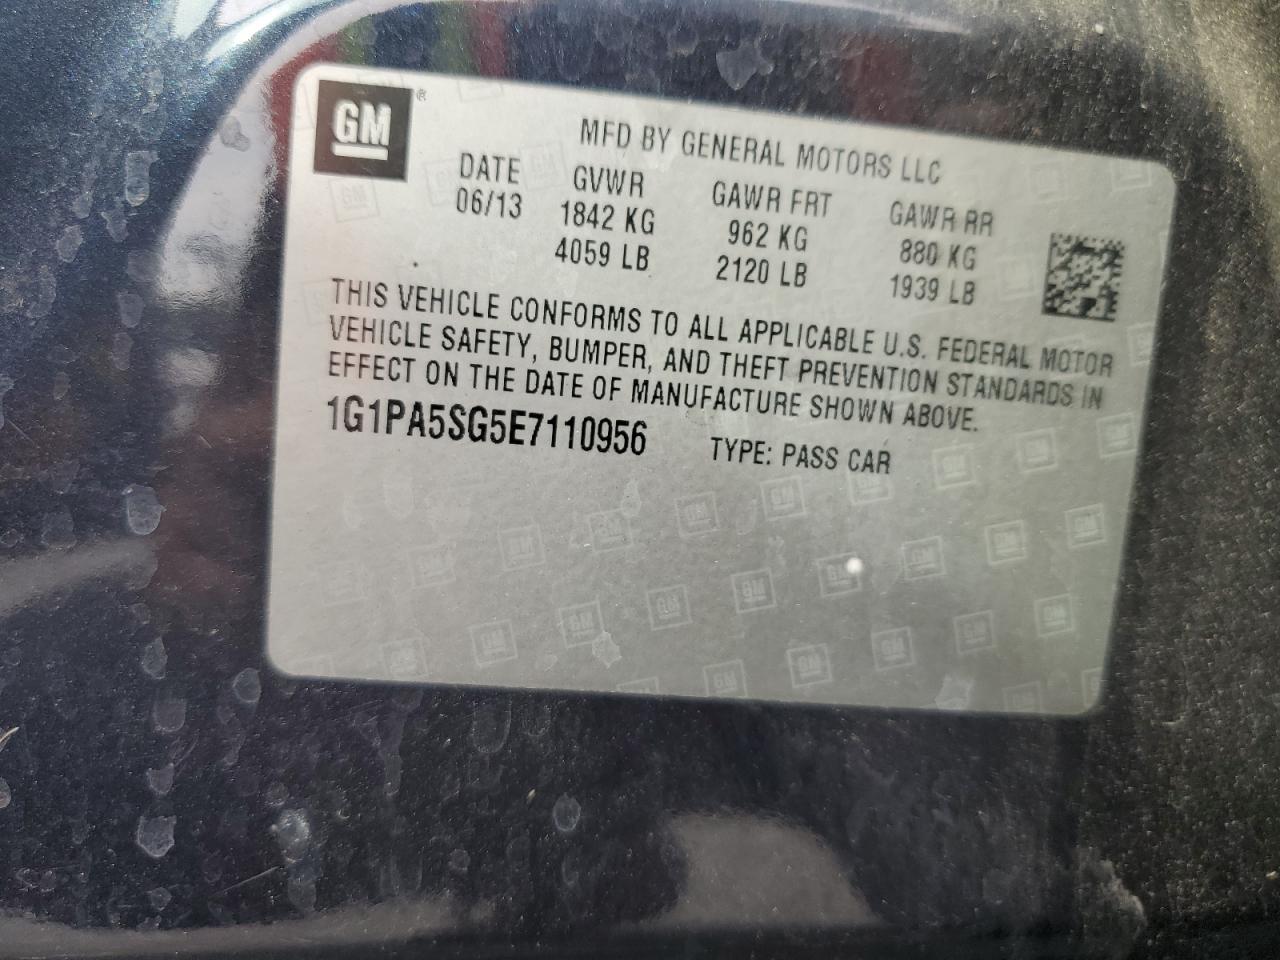 GM®
MFD BY GENERAL MOTORS LLC
DATE GVWR GAWR FRT GAWR RR
06/13 1842 KG 962 KG 880 KG
4059 LB 2120 LB 1939 LB
THIS VEHICLE CONFORMS TO ALL APPLICABLE U.S. FEDERAL MOTOR
VEHICLE SAFETY, BUMPER, AND THEFT PREVENTION STANDARDS IN
EFFECT ON THE DATE OF MANUFACTURE SHOWN ABOVE.
1G1PA5SG5E7110956 TYPE: PASS CAR